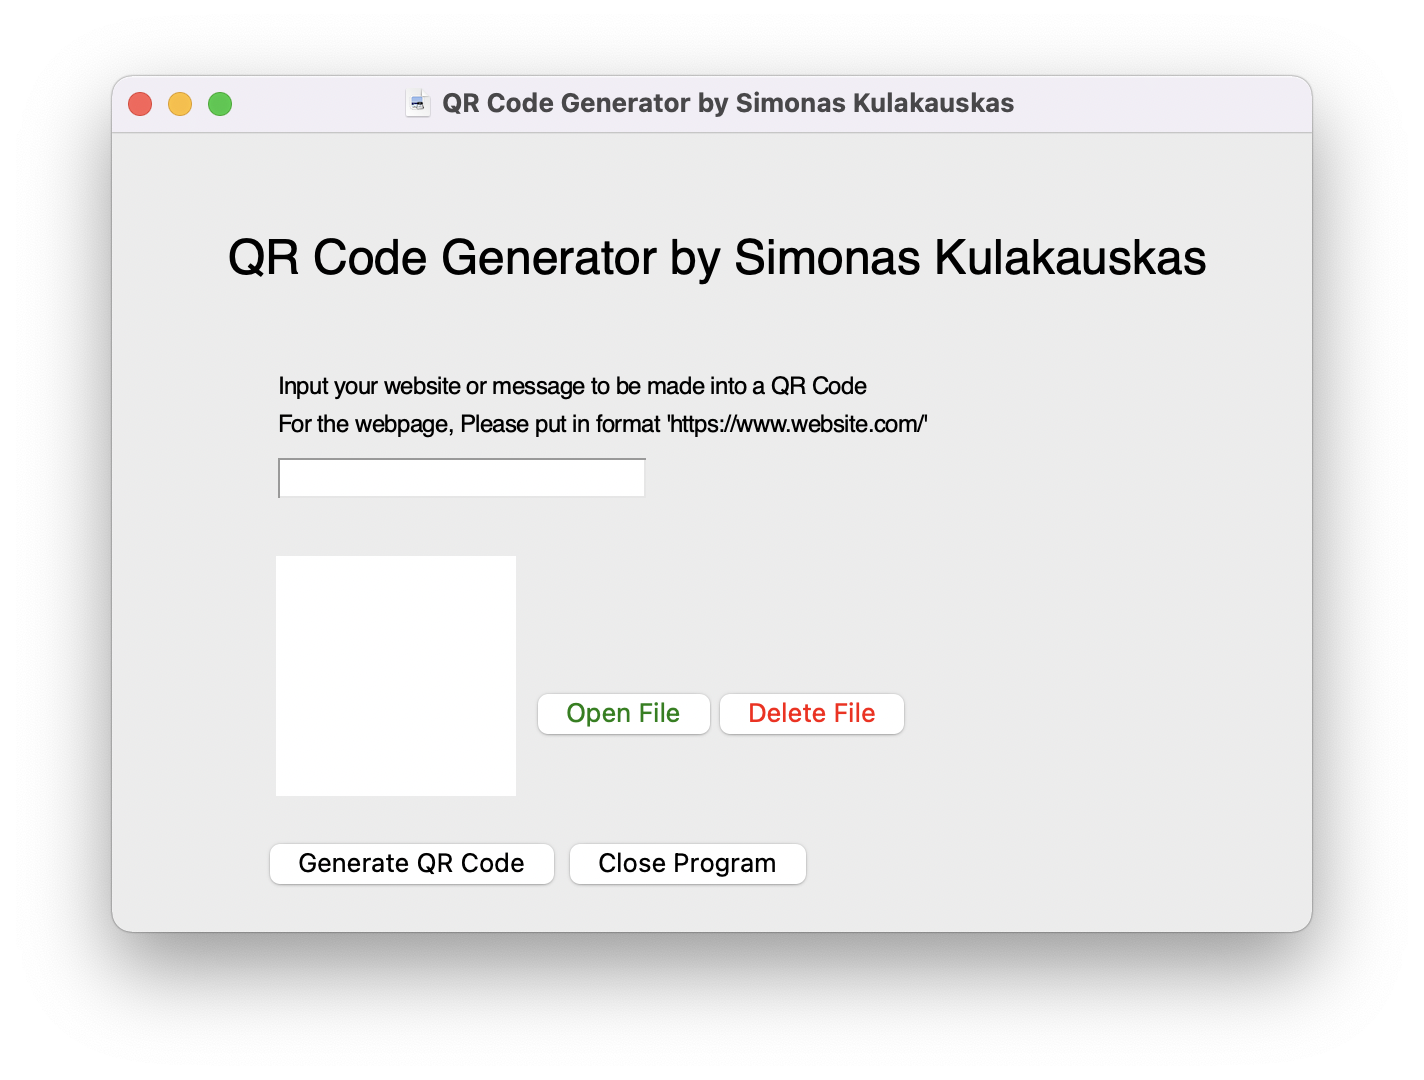 QR Code Generator by Simonas Kulakauskas
QR Code Generator by Simonas Kulakauskas
Input your website or message to be made into a QR Code
For the webpage, Please put in format 'https://www.website.com/'
Open File
Delete File
Generate QR Code
Close Program